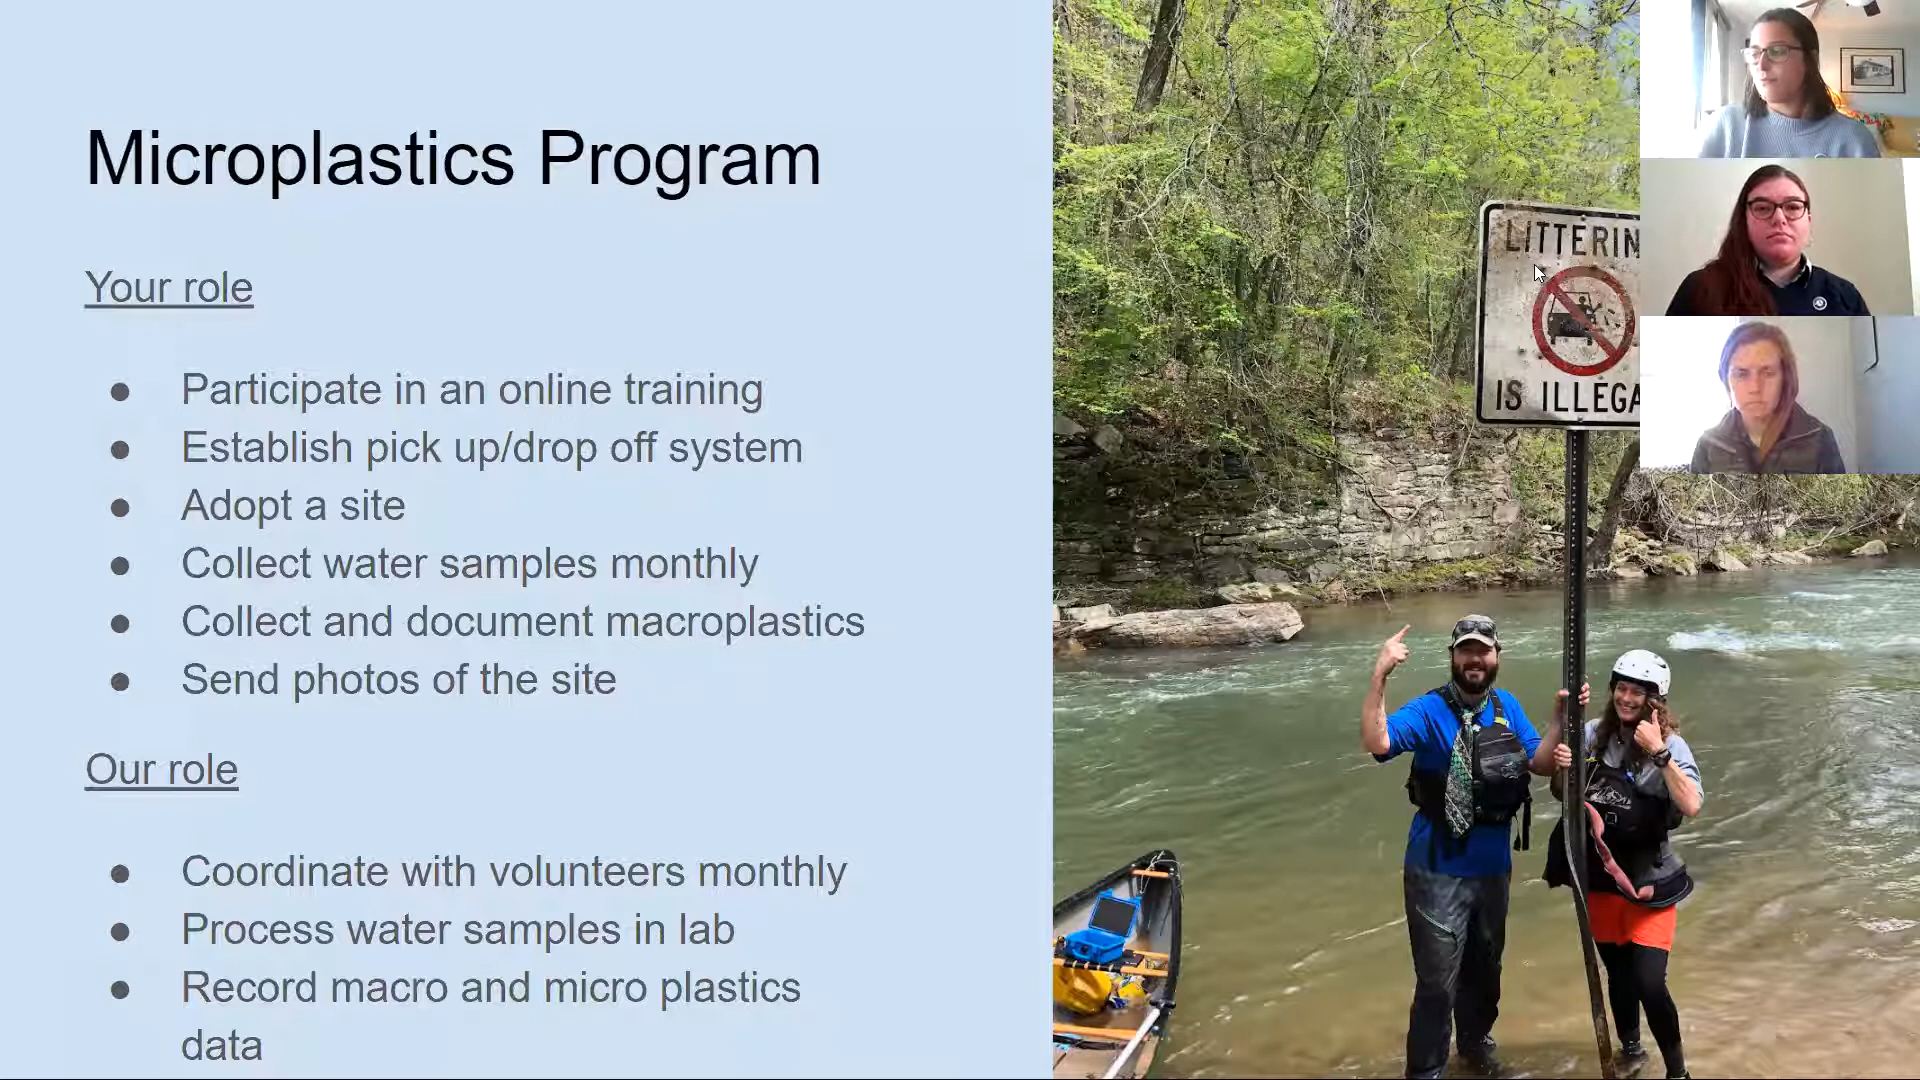 Microplastics Program
Your role
● Participate in an online training
● Establish pick up/drop off system
● Adopt a site
● Collect water samples monthly
● Collect and document macroplastics
● Send photos of the site
Our role
● Coordinate with volunteers monthly
● Process water samples in lab
● Record macro and micro plastics
data
LITTERIN
IS ILLEGA